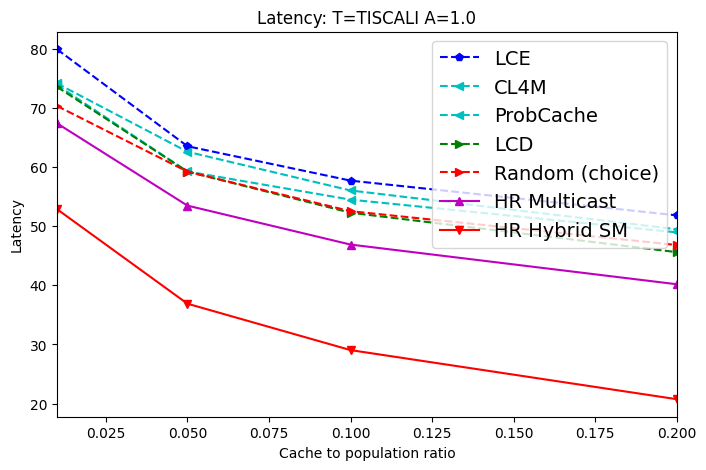 Latency: T=TISCALI A=1.0
LCE
CL4M
ProbCache
LCD
Random (choice)
HR Multicast
HR Hybrid SM
80
70
60
50
40
30
20
Latency
0.025
0.050
0.075
0.100
0.125
0.150
0.175
0.200
Cache to population ratio